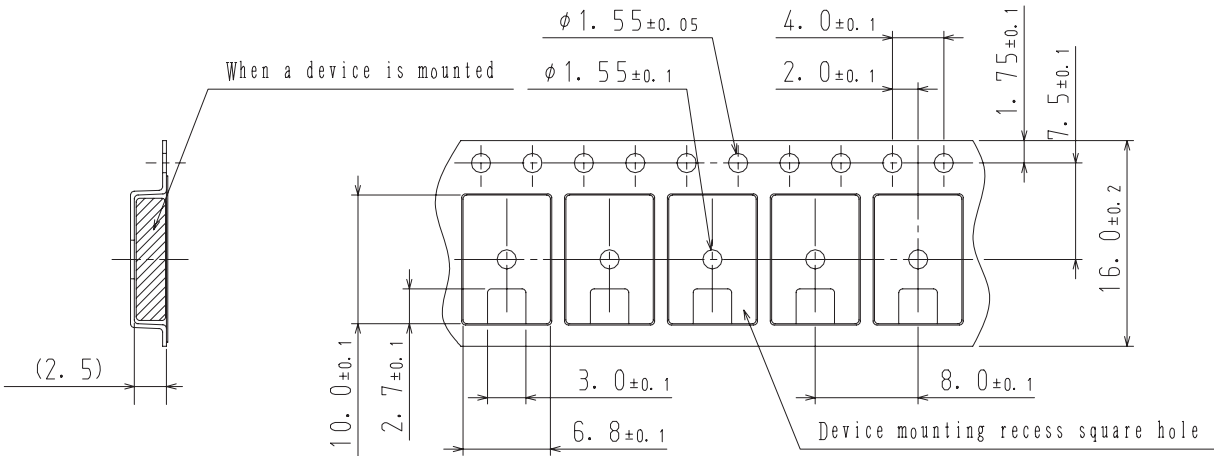 φ1.55±0.05
4.0±0.1
When a device is mounted
φ1.55±0.1
2.0±0.1
1.75±0.1
7.5±0.1
16.0±0.2
(2.5)
10.0±0.1
2.7±0.1
3.0±0.1
8.0±0.1
6.8±0.1
Device mounting recess square hole